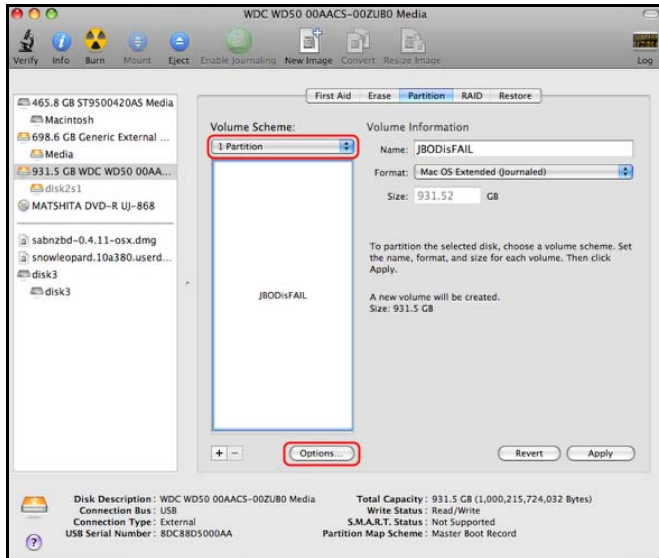 WDC WD50 00AACS-00ZUB0 Media
Verify Info Burn Mount Eject Enable Journaling New Image Convert Resize Image Log
465.8 GB ST9500420AS Media
Macintosh
698.6 GB Generic External ...
Media
931.5 GB WDC WD50 00AA...
disk2s1
MATSHITA DVD-R UJ-868
sabnzbd-0.4.11-osx.dmg
snowleopard.10a380.userd...
disk3
disk3
First Aid Erase Partition RAID Restore
Volume Scheme:
1 Partition
JBODisFAIL
+ −
Options...
Volume Information
Name: JBODisFAIL
Format: Mac OS Extended (Journaled)
Size: 931.52 GB
To partition the selected disk, choose a volume scheme. Set
the name, format, and size for each volume. Then click
Apply.
A new volume will be created.
Size: 931.5 GB
Revert Apply
Disk Description : WDC WD50 00AACS-00ZUB0 Media
Connection Bus : USB
Connection Type : External
USB Serial Number : 8DC88D5000AA
Total Capacity : 931.5 GB (1,000,215,724,032 Bytes)
Write Status : Read/Write
S.M.A.R.T. Status : Not Supported
Partition Map Scheme : Master Boot Record
?